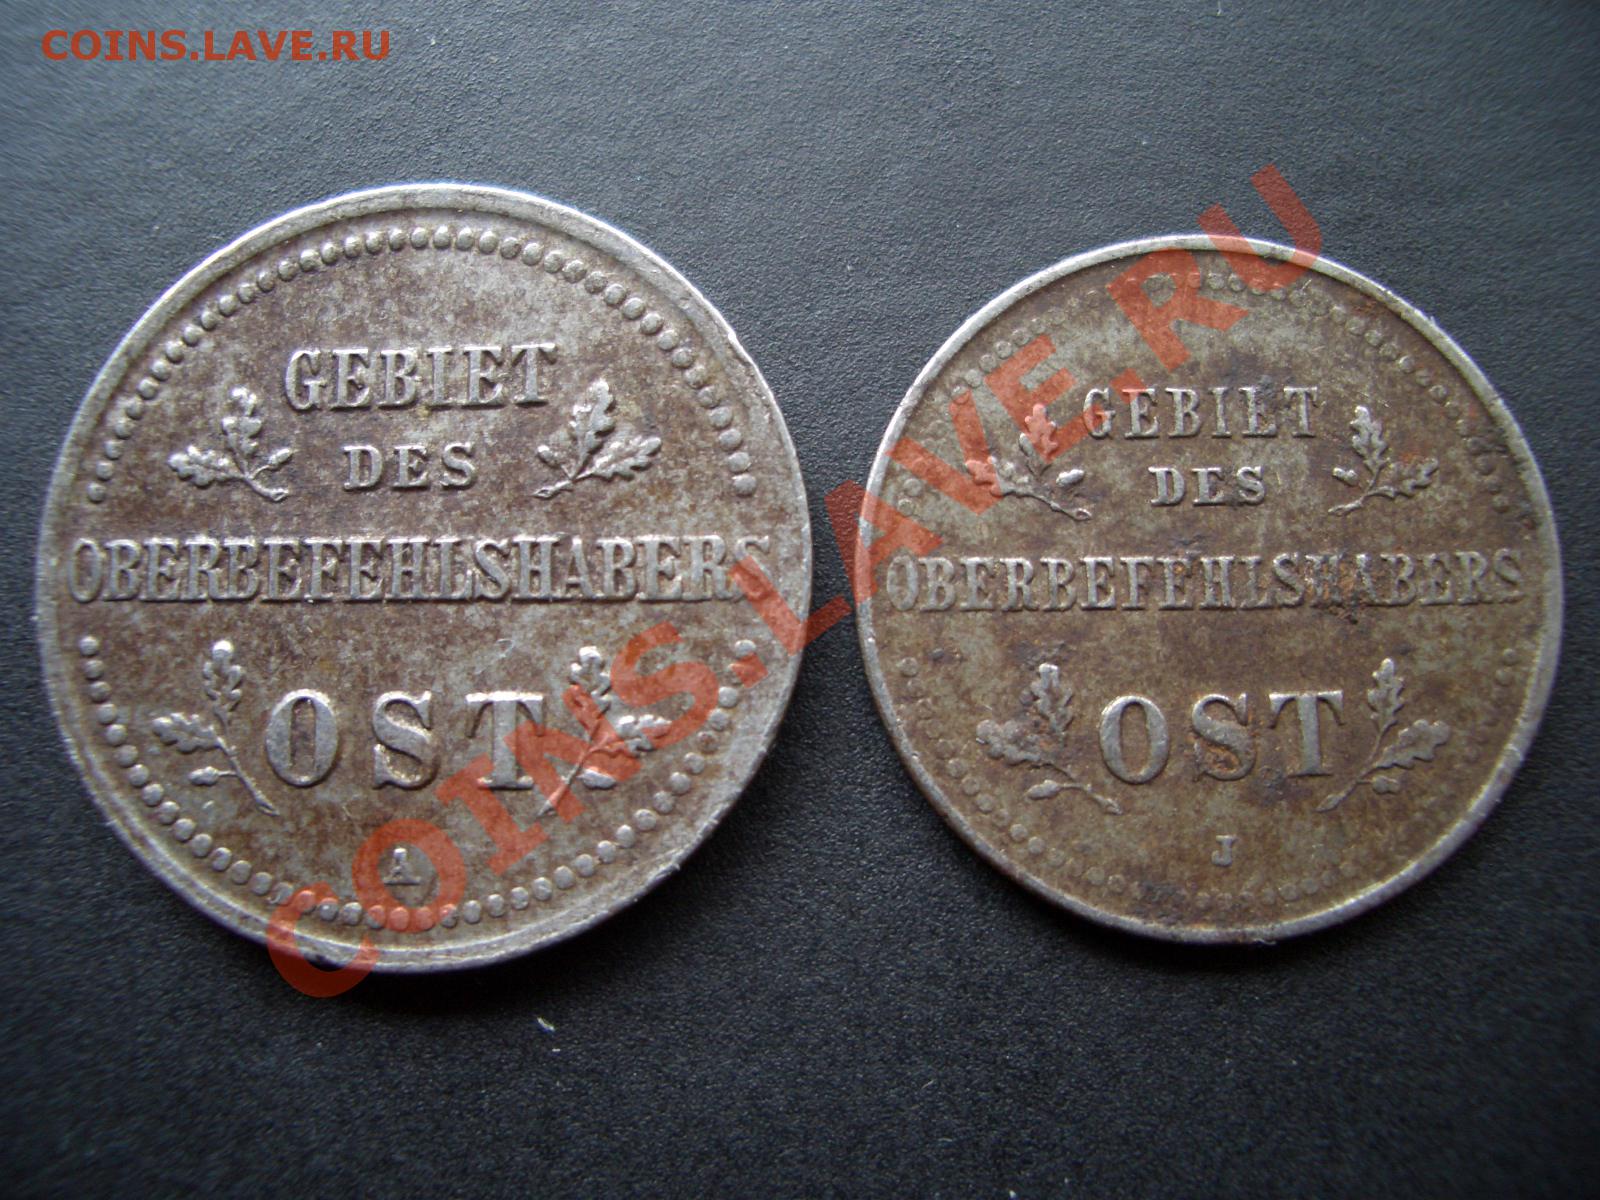 COINS.LAVE.RU
GEBIET
DES
OBERBEFEHLSHABERS
OST
A
GEBIET
DES
OBERBEFEHLSHABERS
OST
J
COINS.LAVE.RU